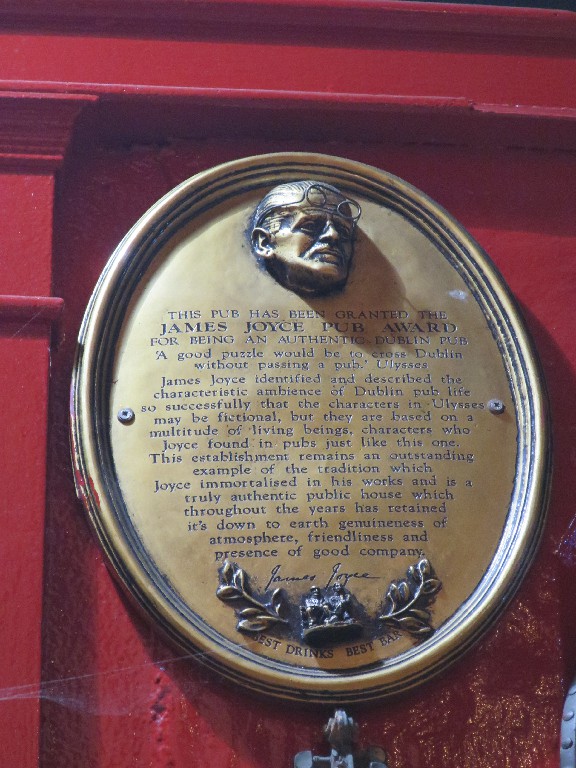 THIS PUB HAS BEEN GRANTED THE
JAMES JOYCE PUB AWARD
FOR BEING AN AUTHENTIC DUBLIN PUB
'A good puzzle would be to cross Dublin
without passing a pub.' Ulysses
James Joyce identified and described the
characteristic ambience of Dublin pub life
so successfully that the characters in Ulysses
may be fictional, but they are based on a
multitude of living beings, characters who
Joyce found in pubs just like this one.
This establishment remains an outstanding
example of the tradition which
Joyce immortalised in his works and is a
truly authentic public house which
throughout the years has retained
it's down to earth genuineness of
atmosphere, friendliness and
presence of good company.
James Joyce
BEST DRINKS BEST BAR